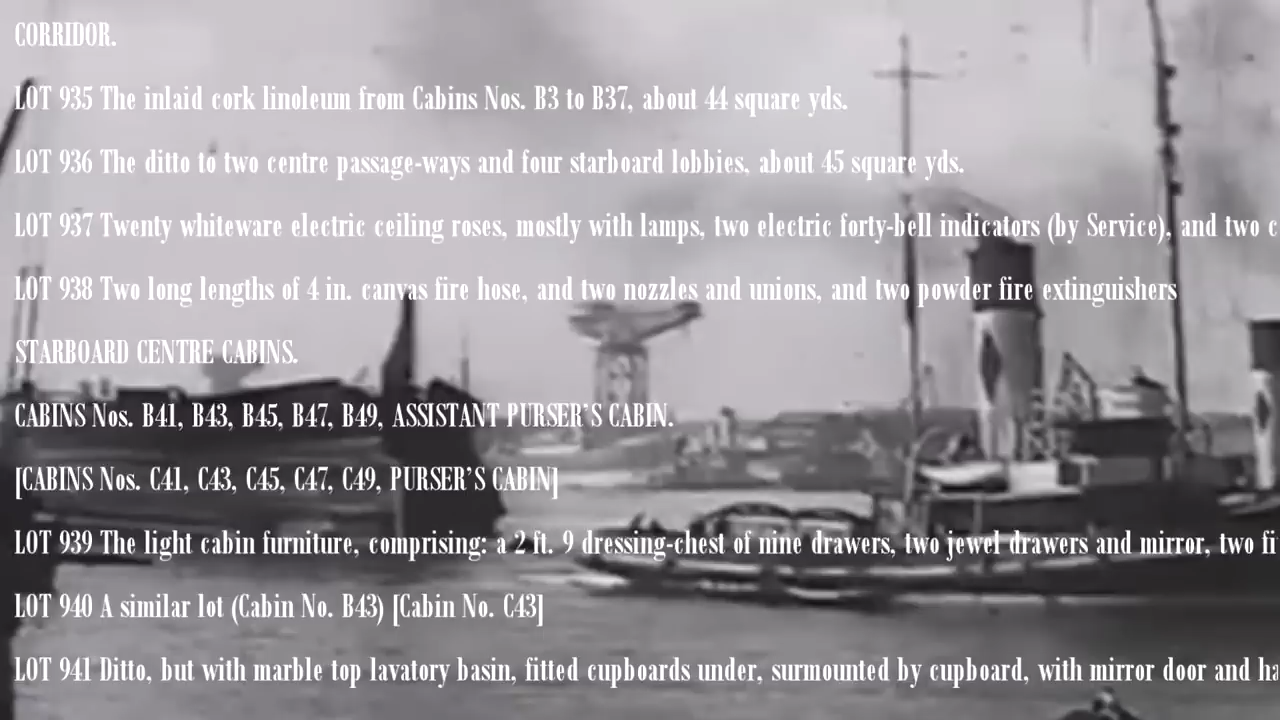 CORRIDOR.
LOT 935 The inlaid cork linoleum from Cabins Nos. B3 to B37, about 44 square yds.
LOT 936 The ditto to two centre passage-ways and four starboard lobbies, about 45 square yds.
LOT 937 Twenty whiteware electric ceiling roses, mostly with lamps, two electric forty-bell indicators (by Service), and two c
LOT 938 Two long lengths of 4 in. canvas fire hose, and two nozzles and unions, and two powder fire extinguishers
STARBOARD CENTRE CABINS.
CABINS Nos. B41, B43, B45, B47, B49, ASSISTANT PURSER'S CABIN.
[CABINS Nos. C41, C43, C45, C47, C49, PURSER'S CABIN]
LOT 939 The light cabin furniture, comprising: a 2 ft. 9 dressing-chest of nine drawers, two jewel drawers and mirror, two fi
LOT 940 A similar lot (Cabin No. B43) [Cabin No. C43]
LOT 941 Ditto, but with marble top lavatory basin, fitted cupboards under, surmounted by cupboard, with mirror door and ha